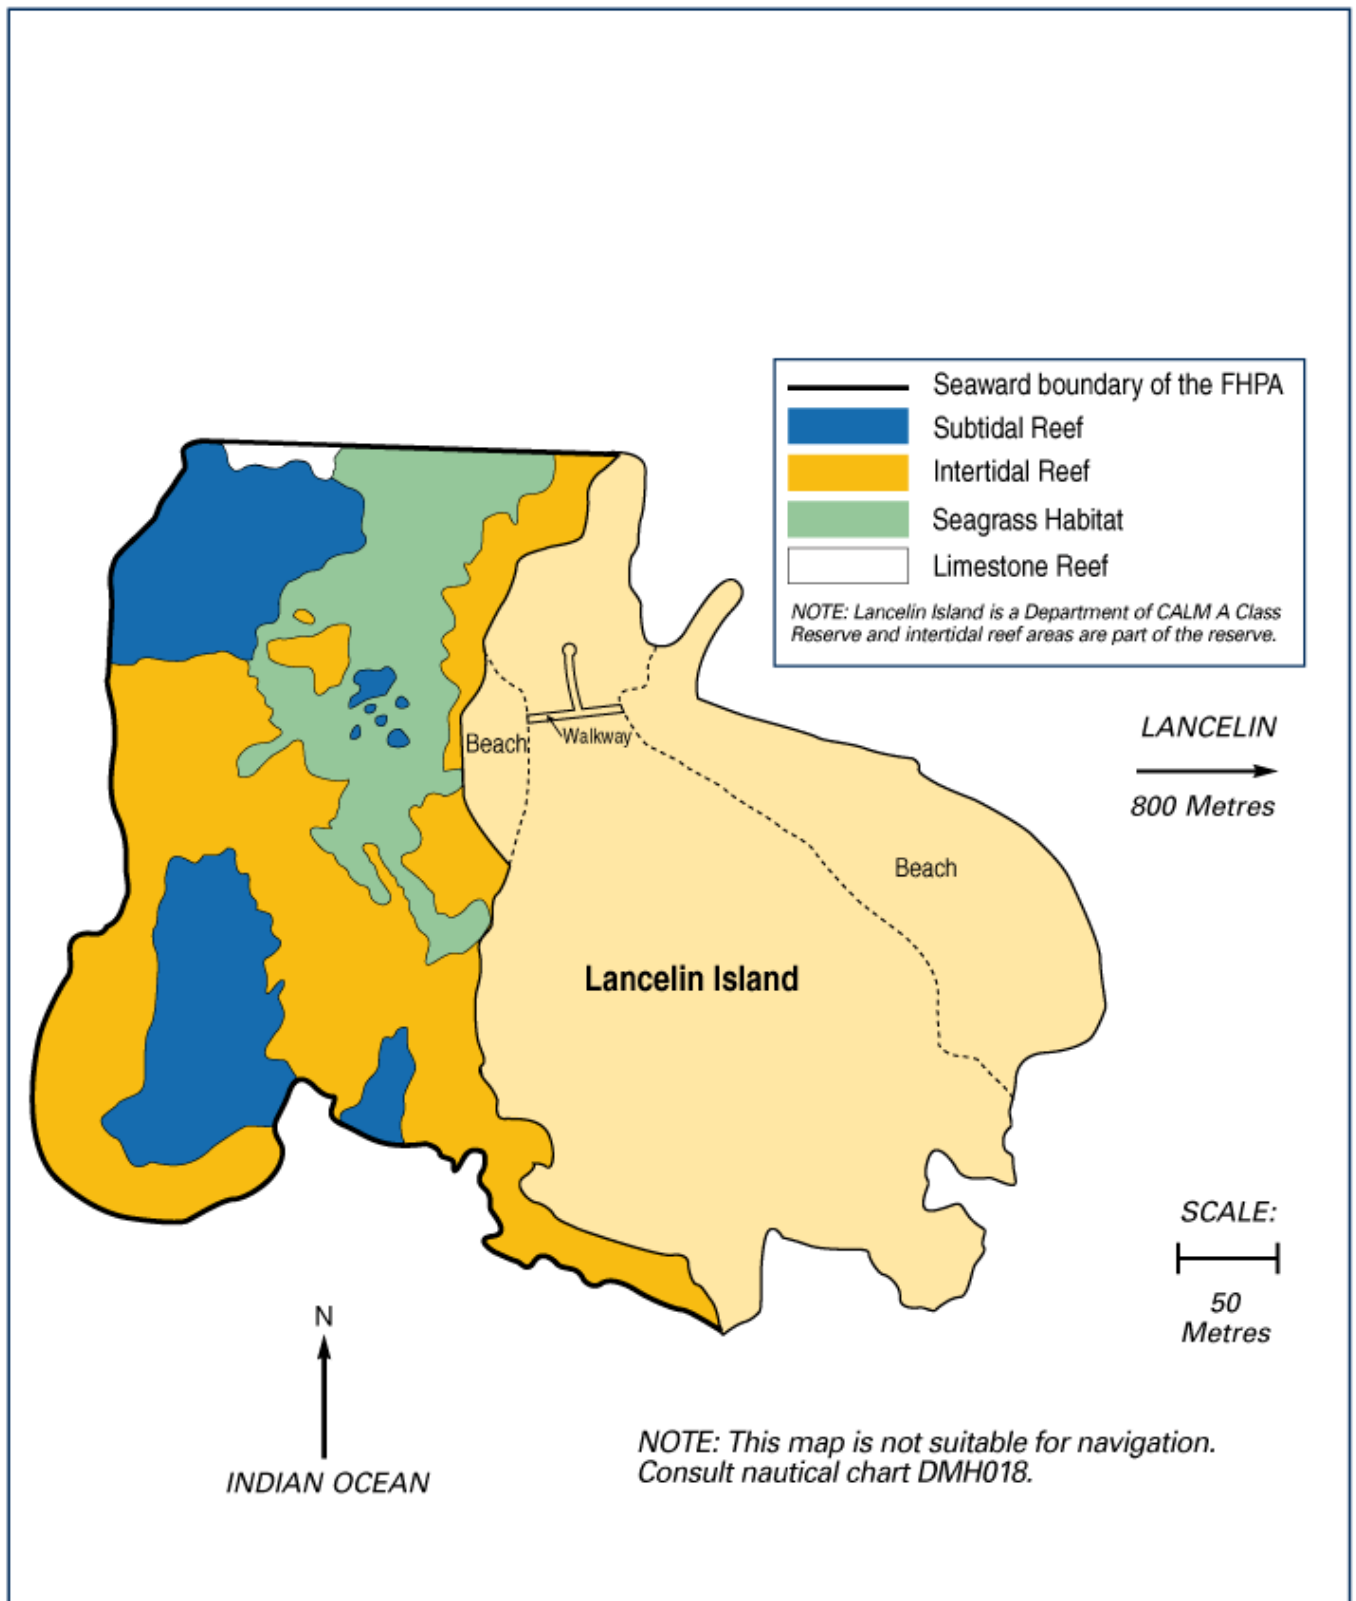 Seaward boundary of the FHPA
Subtidal Reef
Intertidal Reef
Seagrass Habitat
Limestone Reef
NOTE: Lancelin Island is a Department of CALM A Class
Reserve and intertidal reef areas are part of the reserve.
LANCELIN
800 Metres
Beach
Walkway
Beach
Lancelin Island
SCALE:
50
Metres
N
INDIAN OCEAN
NOTE: This map is not suitable for navigation.
Consult nautical chart DMH018.